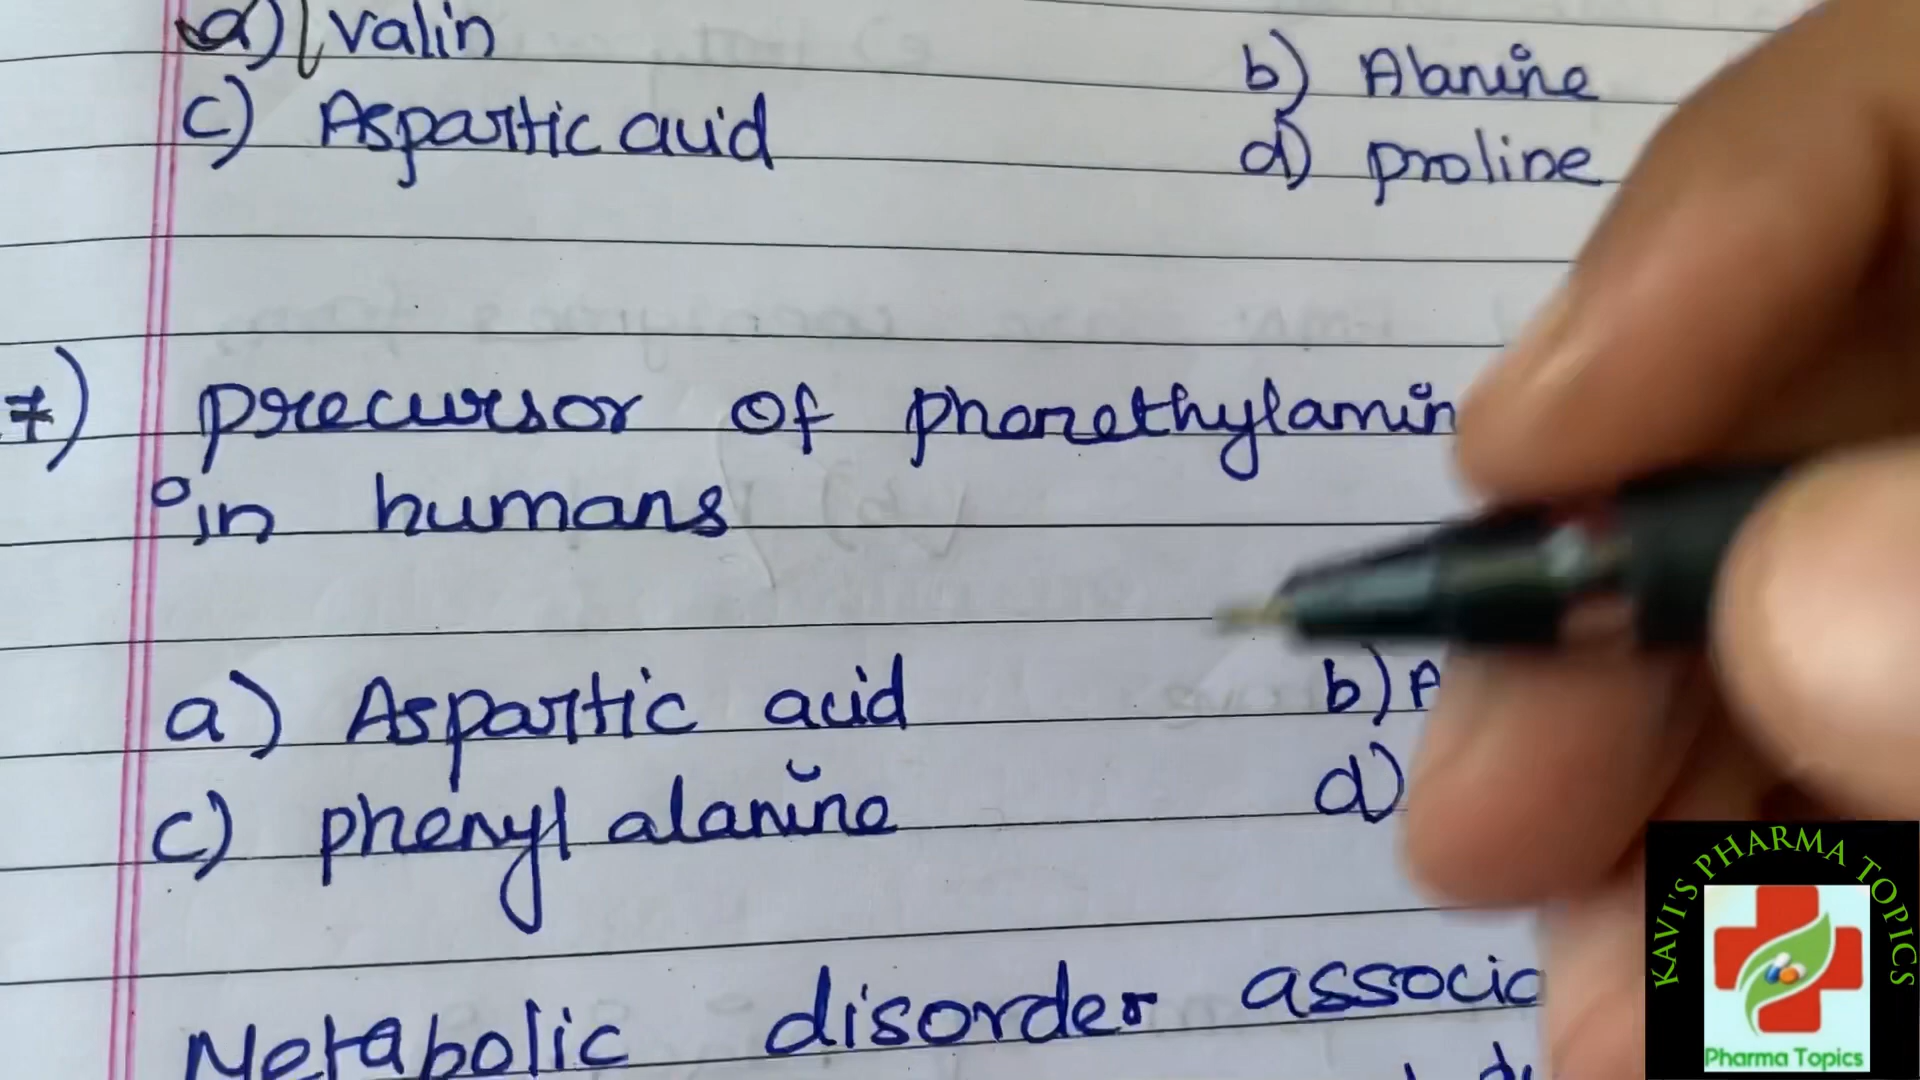 a) Valin
b) Alanine
c) Aspartic acid
d) proline
7) precursor of phenethylamin
in humans
a) Aspartic acid
b) A
c) phenyl alanine
d)
Metabolic disorder associa
KAVI'S PHARMA TOPICS
Pharma Topics